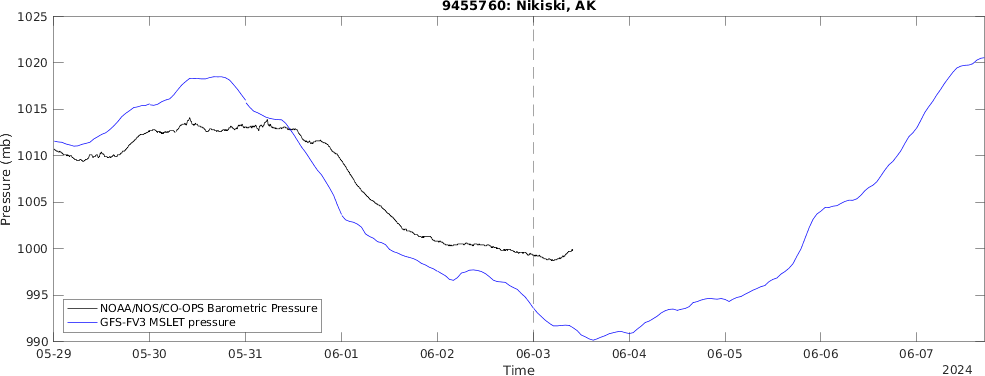 9455760: Nikiski, AK
1025
1020
1015
1010
1005
1000
995
990
Pressure (mb)
NOAA/NOS/CO-OPS Barometric Pressure
GFS-FV3 MSLET pressure
05-29 05-30 05-31 06-01 06-02 06-03 06-04 06-05 06-06 06-07
Time
2024